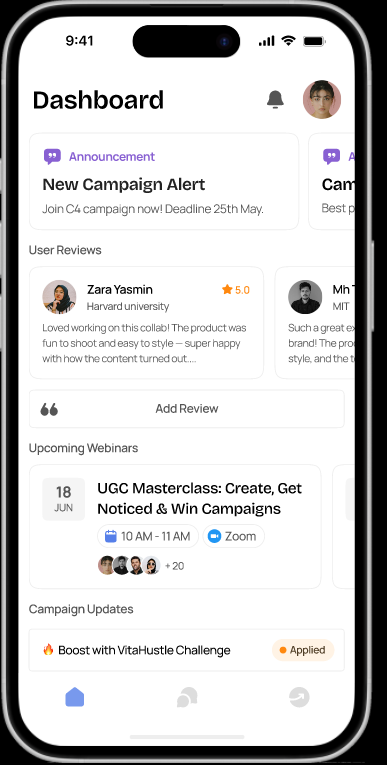 9:41
Dashboard
Announcement
New Campaign Alert
Join C4 campaign now! Deadline 25th May.
Cam
Best p
User Reviews
Zara Yasmin
5.0
Harvard university
Loved working on this collab! The product was
fun to shoot and easy to style — super happy
with how the content turned out....
Mh
MIT
Such a great
brand! The
style, and the
Add Review
Upcoming Webinars
18
JUN
UGC Masterclass: Create, Get
Noticed & Win Campaigns
10 AM - 11 AM
Zoom
+ 20
Campaign Updates
🔥 Boost with VitaHustle Challenge
Applied